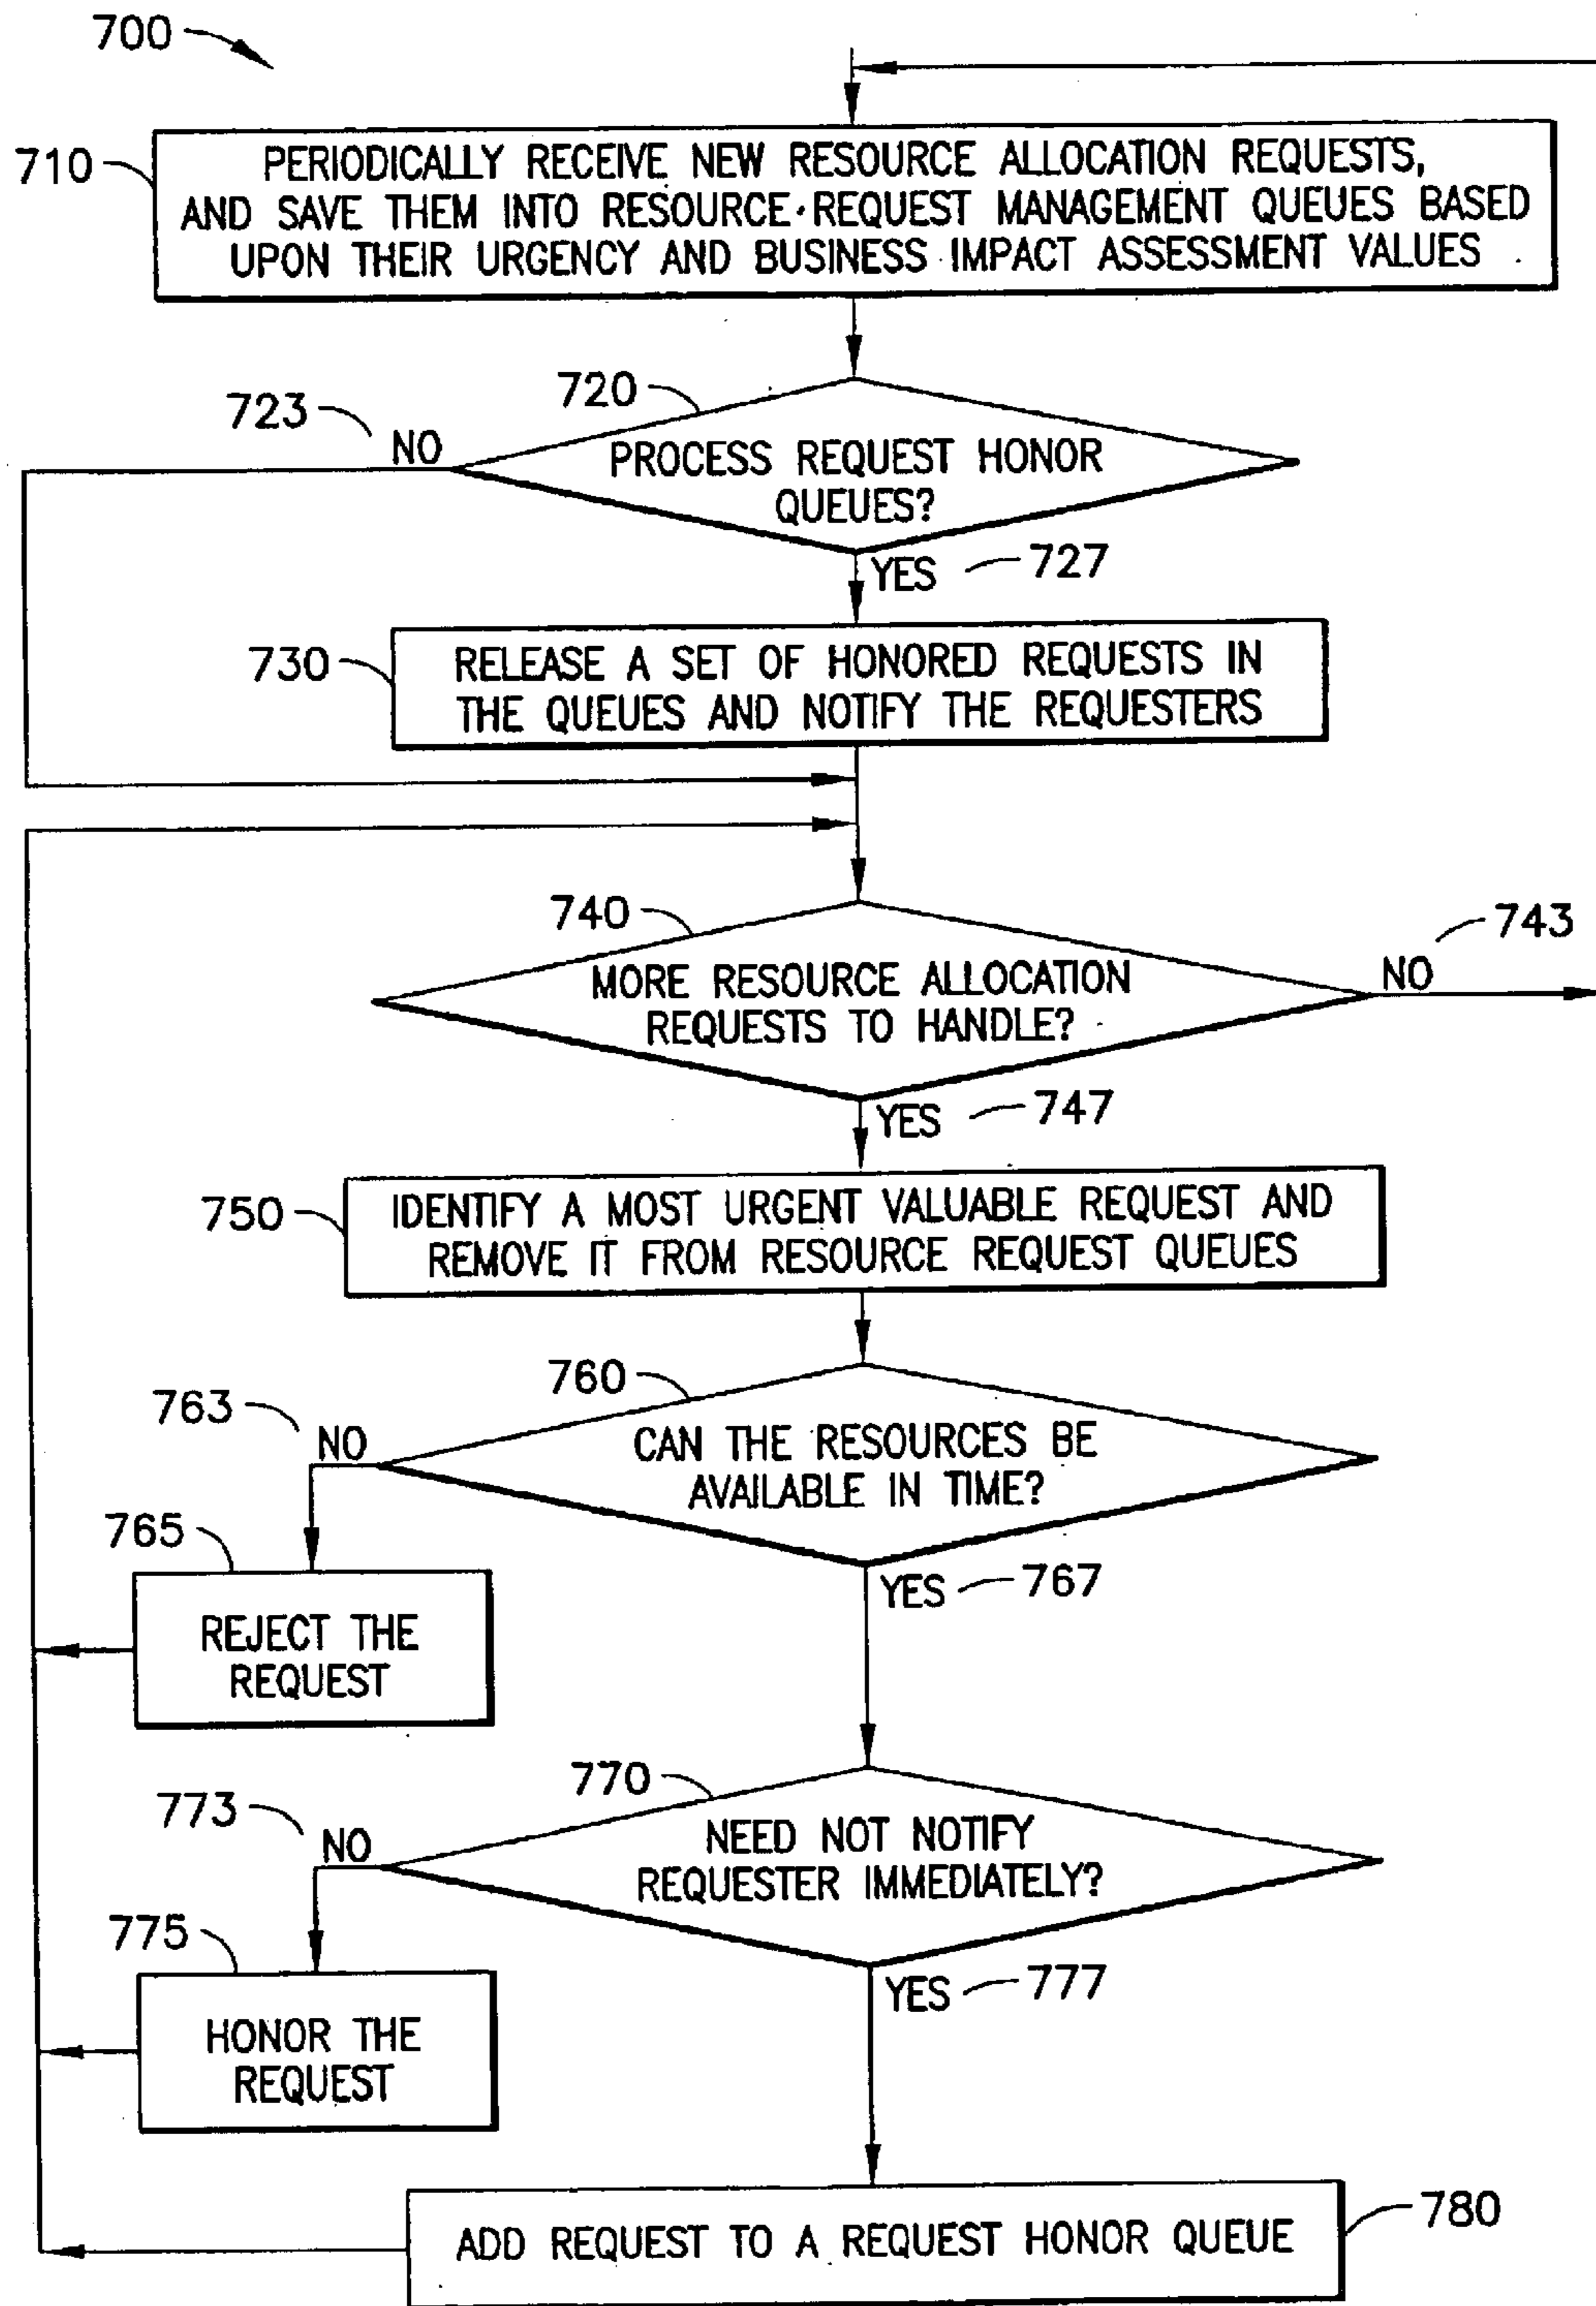 700
710
PERIODICALLY RECEIVE NEW RESOURCE ALLOCATION REQUESTS,
AND SAVE THEM INTO RESOURCE·REQUEST MANAGEMENT QUEUES BASED
UPON THEIR URGENCY AND BUSINESS IMPACT ASSESSMENT VALUES
720
723
NO
PROCESS REQUEST HONOR
QUEUES?
YES
727
730
RELEASE A SET OF HONORED REQUESTS IN
THE QUEUES AND NOTIFY THE REQUESTERS
740
743
NO
MORE RESOURCE ALLOCATION
REQUESTS TO HANDLE?
YES
747
750
IDENTIFY A MOST URGENT VALUABLE REQUEST AND
REMOVE IT FROM RESOURCE REQUEST QUEUES
760
763
NO
CAN THE RESOURCES BE
AVAILABLE IN TIME?
765
YES
767
REJECT THE
REQUEST
770
773
NO
NEED NOT NOTIFY
REQUESTER IMMEDIATELY?
775
YES
777
HONOR THE
REQUEST
ADD REQUEST TO A REQUEST HONOR QUEUE
780